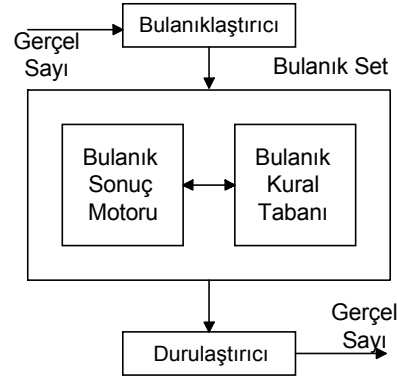 Bulanıklaştırıcı
Gerçel
Sayı
Bulanık Set
Bulanık
Sonuç
Motoru
Bulanık
Kural
Tabanı
Gerçel
Sayı
Durulaştırıcı